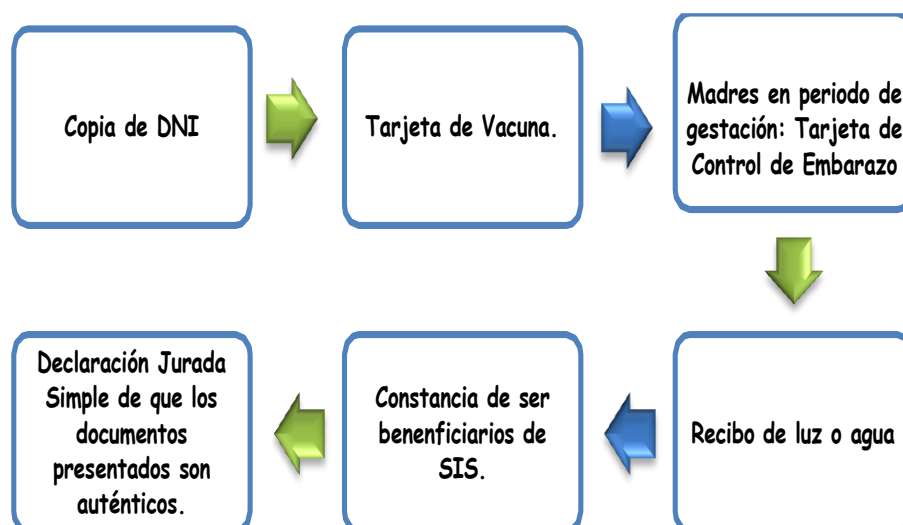 Copia de DNI
Tarjeta de Vacuna.
Madres en periodo de
gestación: Tarjeta de
Control de Embarazo
Recibo de luz o agua
Constancia de ser
benenficiarios de
SIS.
Declaración Jurada
Simple de que los
documentos
presentados son
auténticos.